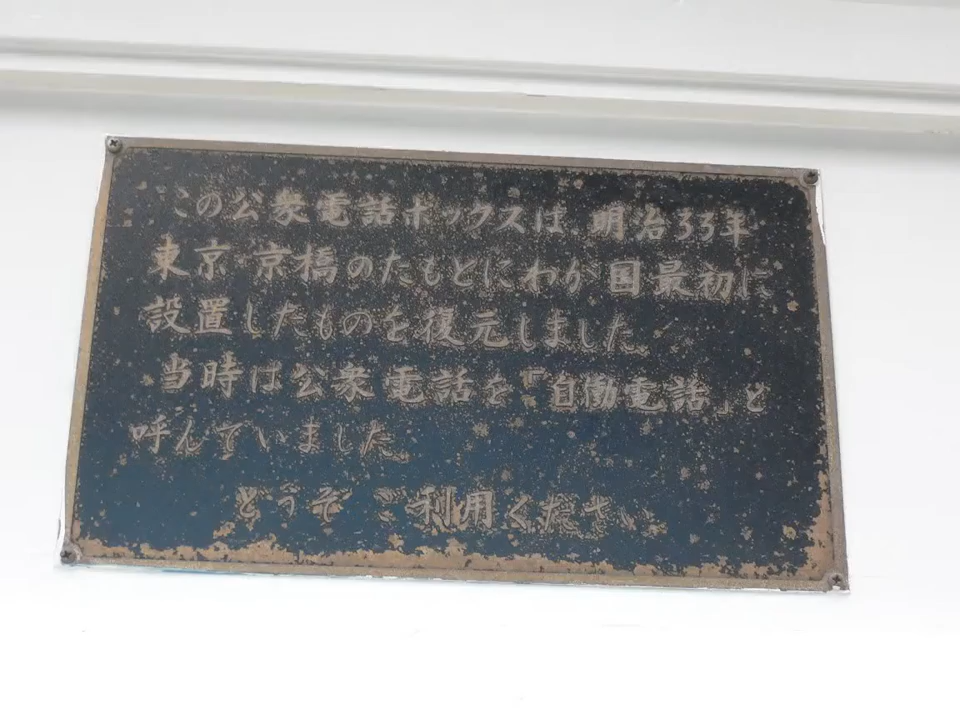 この公衆電話ボックスは、明治33年
東京・京橋のたもとにわが国最初に
設置したものを復元しました。
当時は公衆電話を「自働電話」と
呼んでいました。
どうぞ ご利用ください